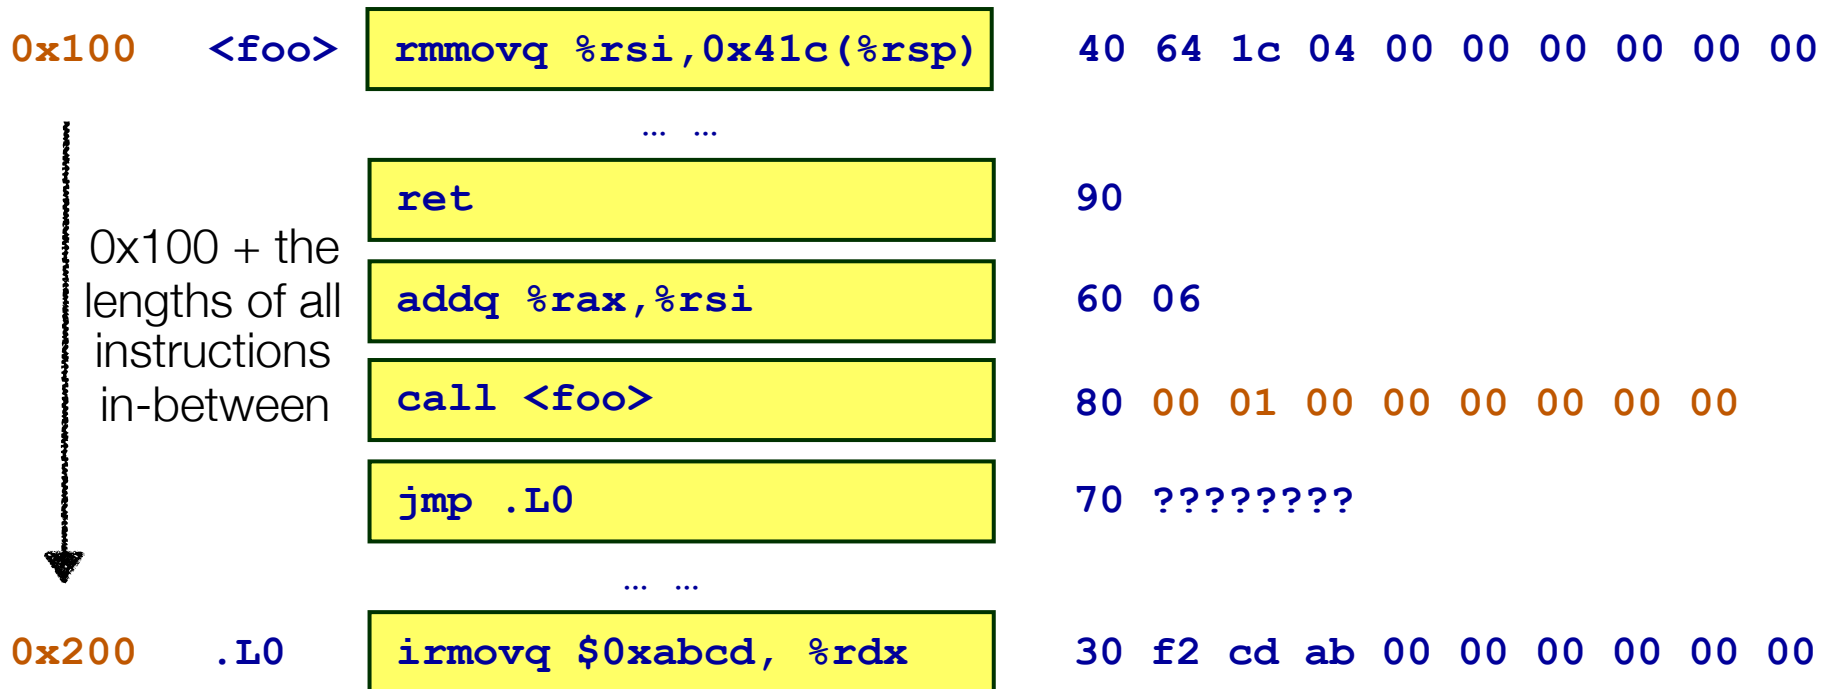 0x100 <foo> rmmovq %rsi,0x41c(%rsp) 40 64 1c 04 00 00 00 00 00 00
… …
ret 90
0x100 + the
lengths of all
instructions
in-between
addq %rax,%rsi 60 06
call <foo> 80 00 01 00 00 00 00 00 00
jmp .L0 70 ????????
… …
0x200 .L0 irmovq $0xabcd, %rdx 30 f2 cd ab 00 00 00 00 00 00